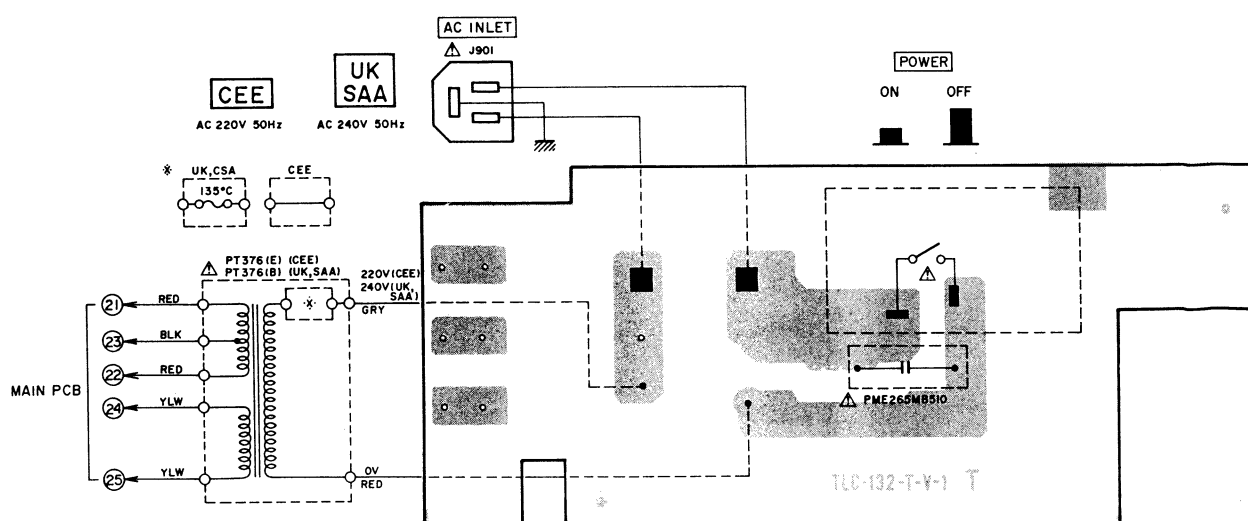 AC INLET
⚠ J901
POWER
ON OFF
CEE
AC 220V 50Hz
UK
SAA
AC 240V 50Hz
※ UK,CSA
135°C
CEE
⚠ PT376(E) (CEE)
PT376(B) (UK,SAA)
220V(CEE)
240V(UK,
SAA)
GRY
※
MAIN PCB
21 RED
23 BLK
22 RED
24 YLW
25 YLW
0V
RED
⚠
⚠ PME265MB510
TLC-132-T-V-1 T